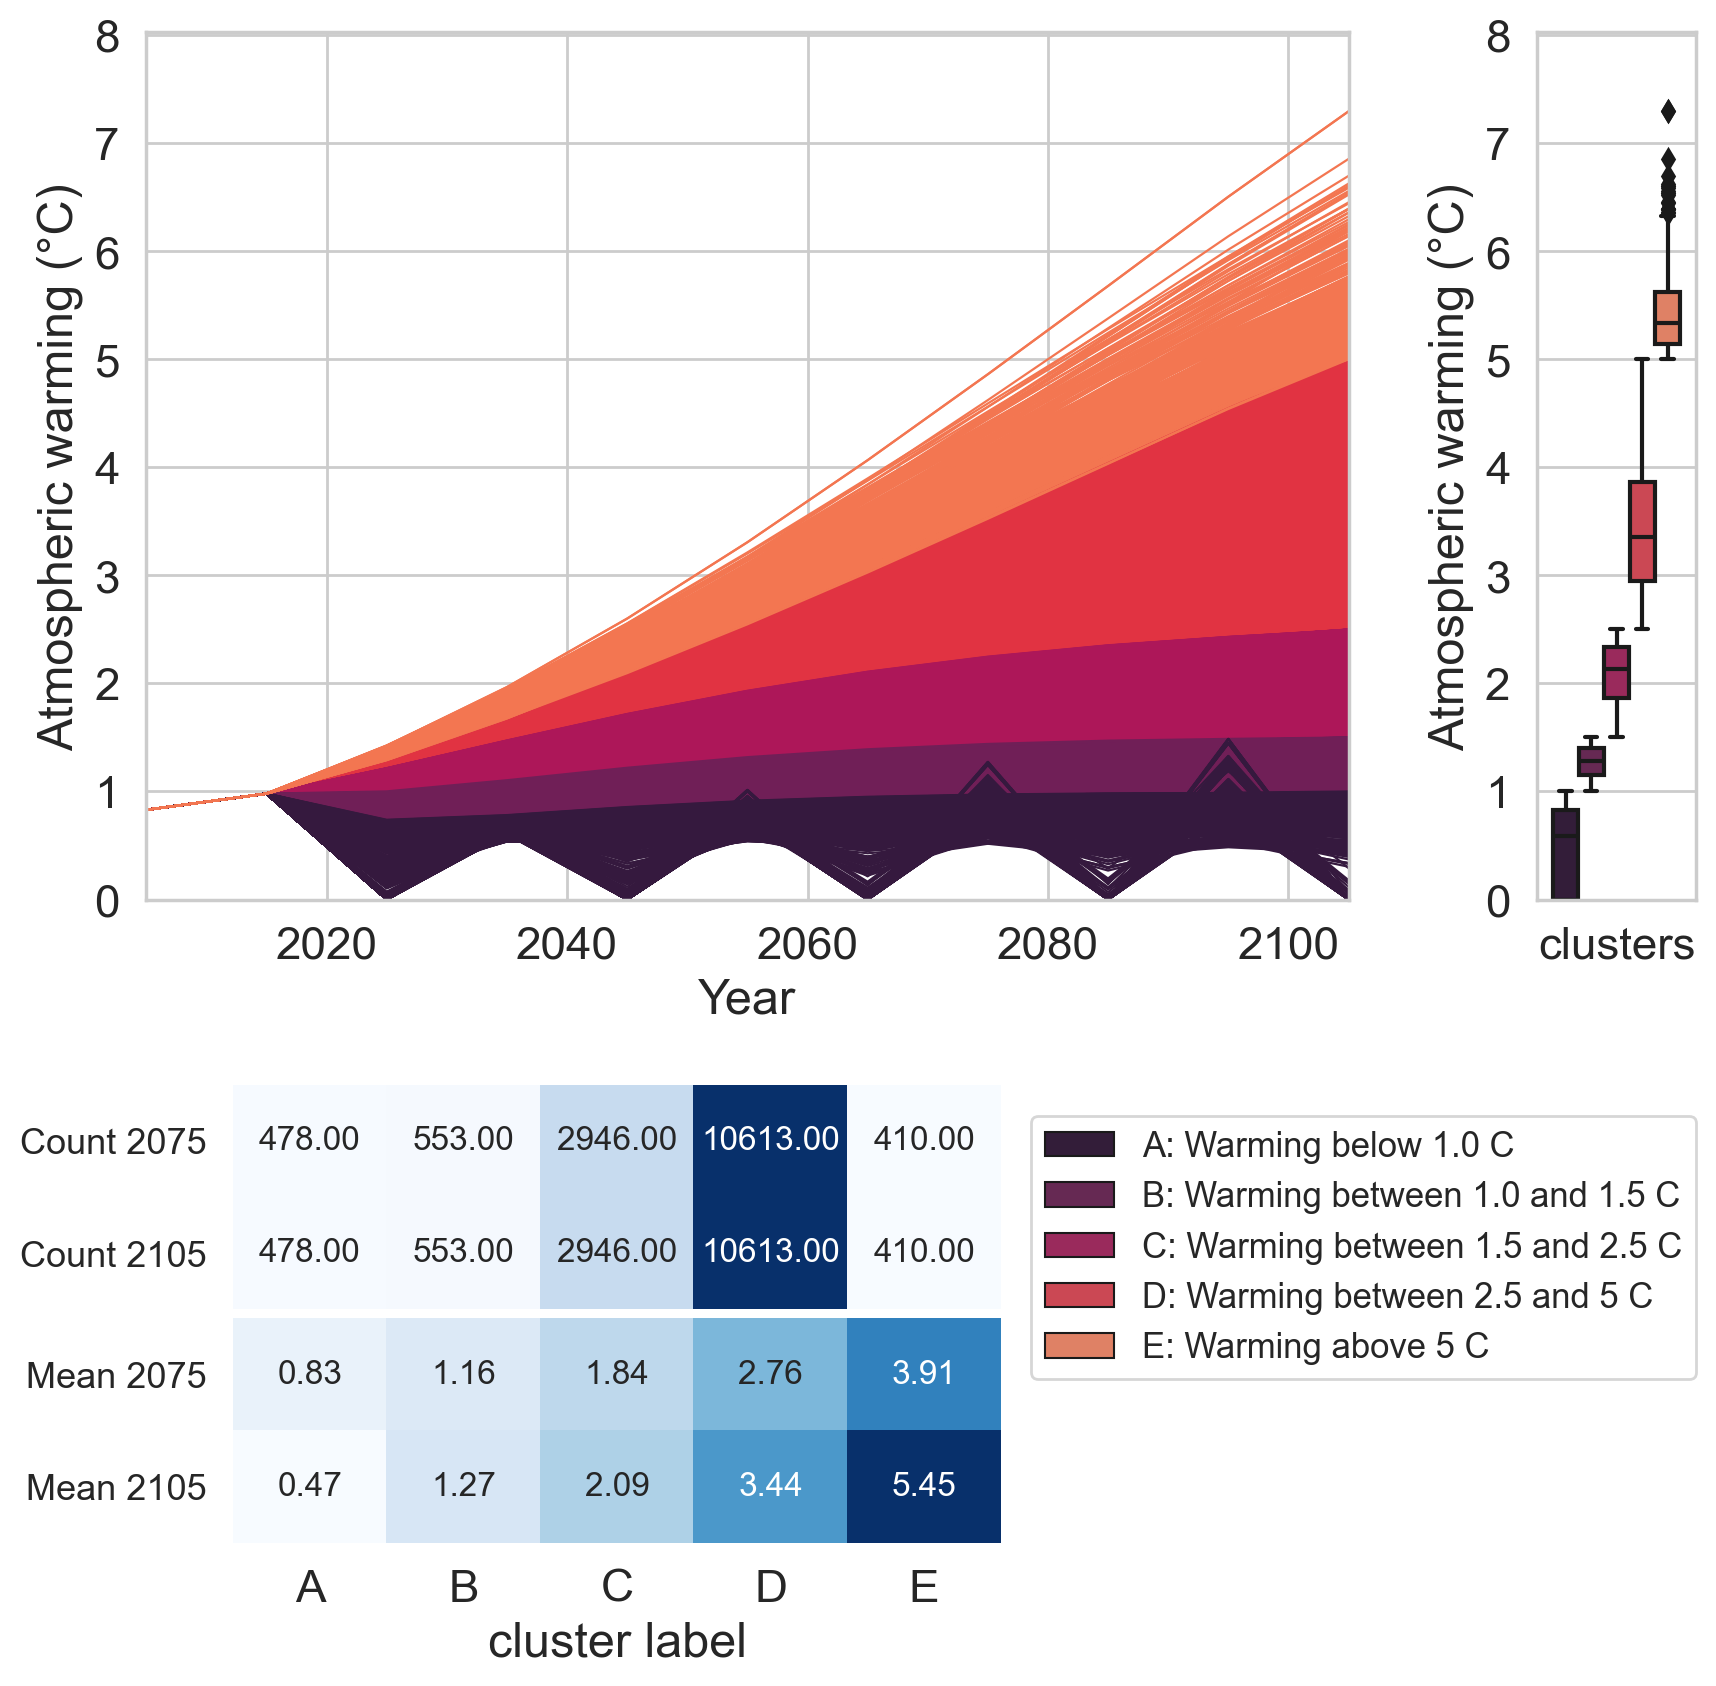 8
7
6
5
4
3
2
1
0
Atmospheric warming (°C)
2020 2040 2060 2080 2100
Year
8
7
6
5
4
3
2
1
0
Atmospheric warming (°C)
clusters
Count 2075 478.00 553.00 2946.00 10613.00 410.00
Count 2105 478.00 553.00 2946.00 10613.00 410.00
Mean 2075 0.83 1.16 1.84 2.76 3.91
Mean 2105 0.47 1.27 2.09 3.44 5.45
A B C D E
cluster label
A: Warming below 1.0 C
B: Warming between 1.0 and 1.5 C
C: Warming between 1.5 and 2.5 C
D: Warming between 2.5 and 5 C
E: Warming above 5 C